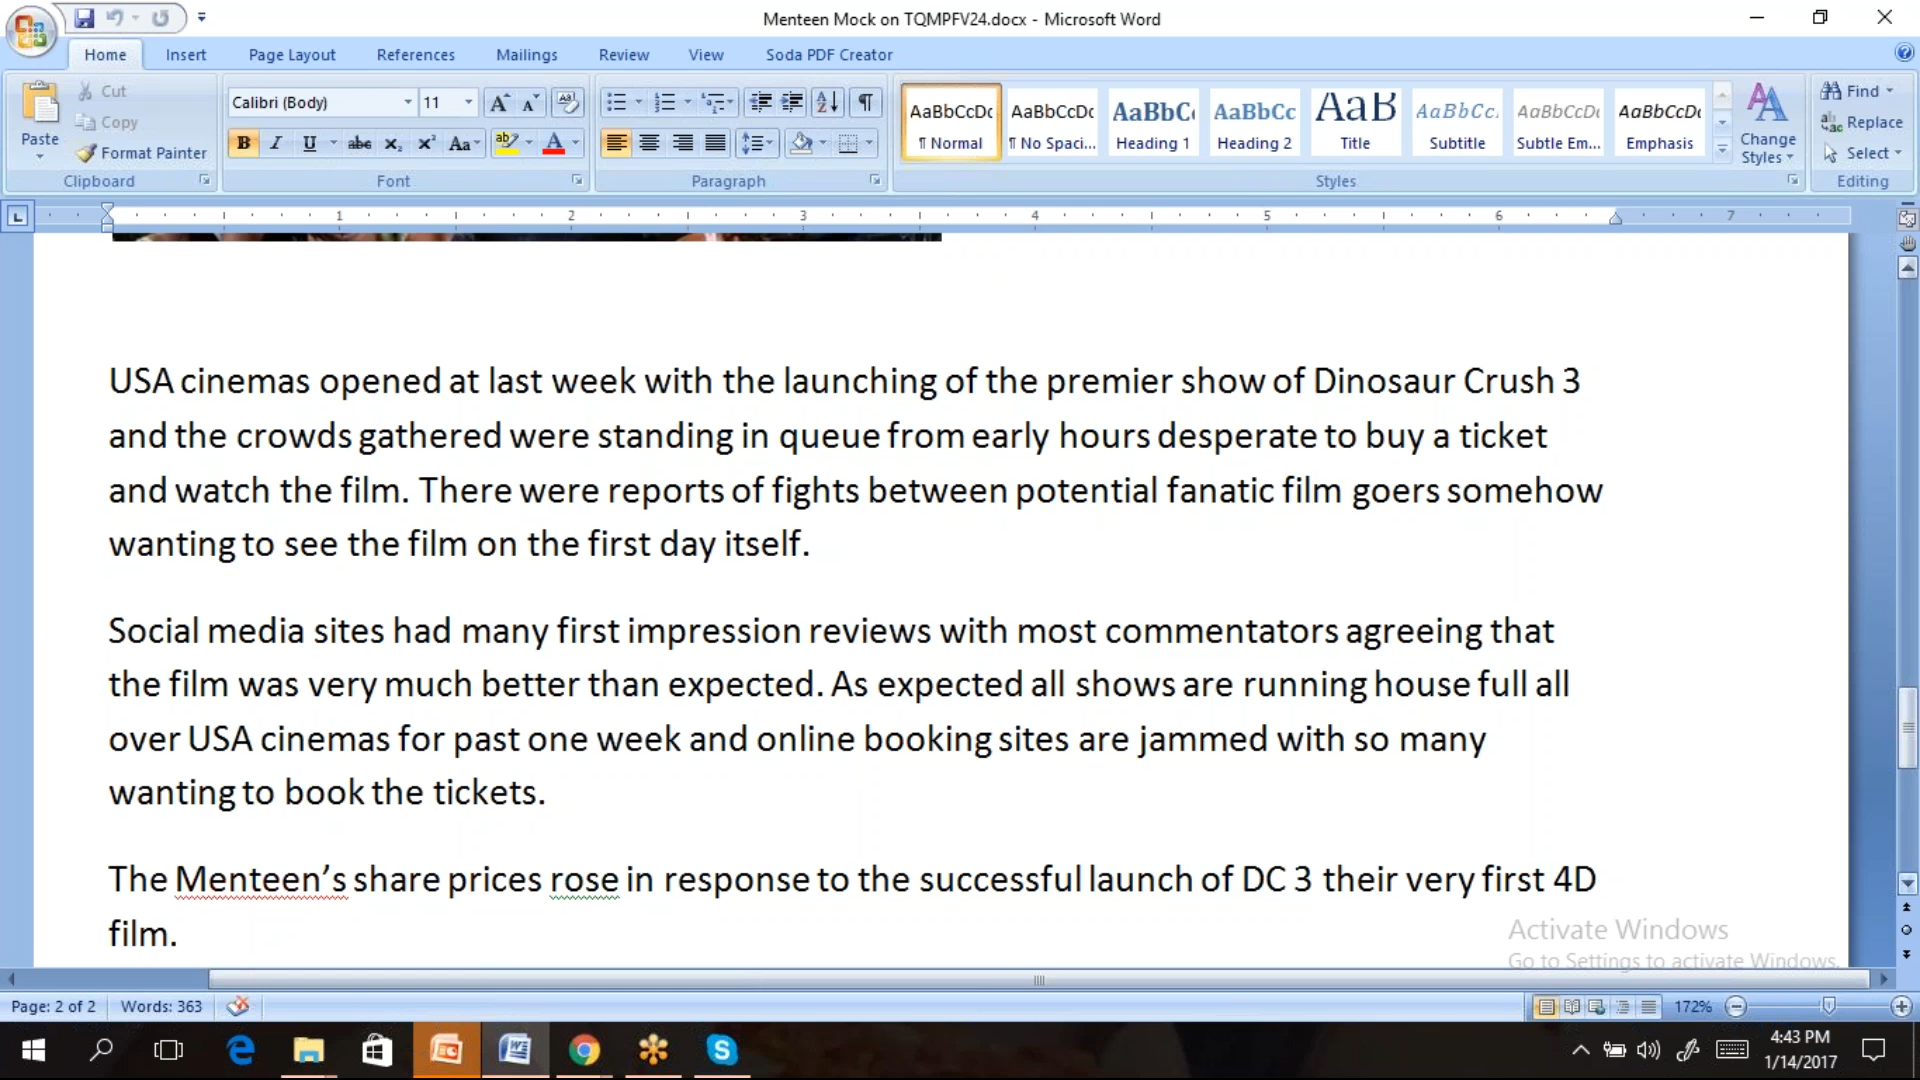 Menteen Mock on TQMPFV24.docx - Microsoft Word
Home Insert Page Layout References Mailings Review View Soda PDF Creator
Paste
Cut
Copy
Format Painter
Clipboard
Calibri (Body) 11
Font
Paragraph
AaBbCcDc AaBbCcDc AaBbC AaBbCc AaB AaBbCc. AaBbCcDc AaBbCcDc
¶ Normal ¶ No Spaci... Heading 1 Heading 2 Title Subtitle Subtle Em... Emphasis
Change Styles
Styles
Find
Replace
Select
Editing
1 2 3 4 5 6 7
USA cinemas opened at last week with the launching of the premier show of Dinosaur Crush 3
and the crowds gathered were standing in queue from early hours desperate to buy a ticket
and watch the film. There were reports of fights between potential fanatic film goers somehow
wanting to see the film on the first day itself.
Social media sites had many first impression reviews with most commentators agreeing that
the film was very much better than expected. As expected all shows are running house full all
over USA cinemas for past one week and online booking sites are jammed with so many
wanting to book the tickets.
The Menteen’s share prices rose in response to the successful launch of DC 3 their very first 4D
film.
Activate Windows
Go to Settings to activate Windows.
Page: 2 of 2 Words: 363 172%
4:43 PM
1/14/2017